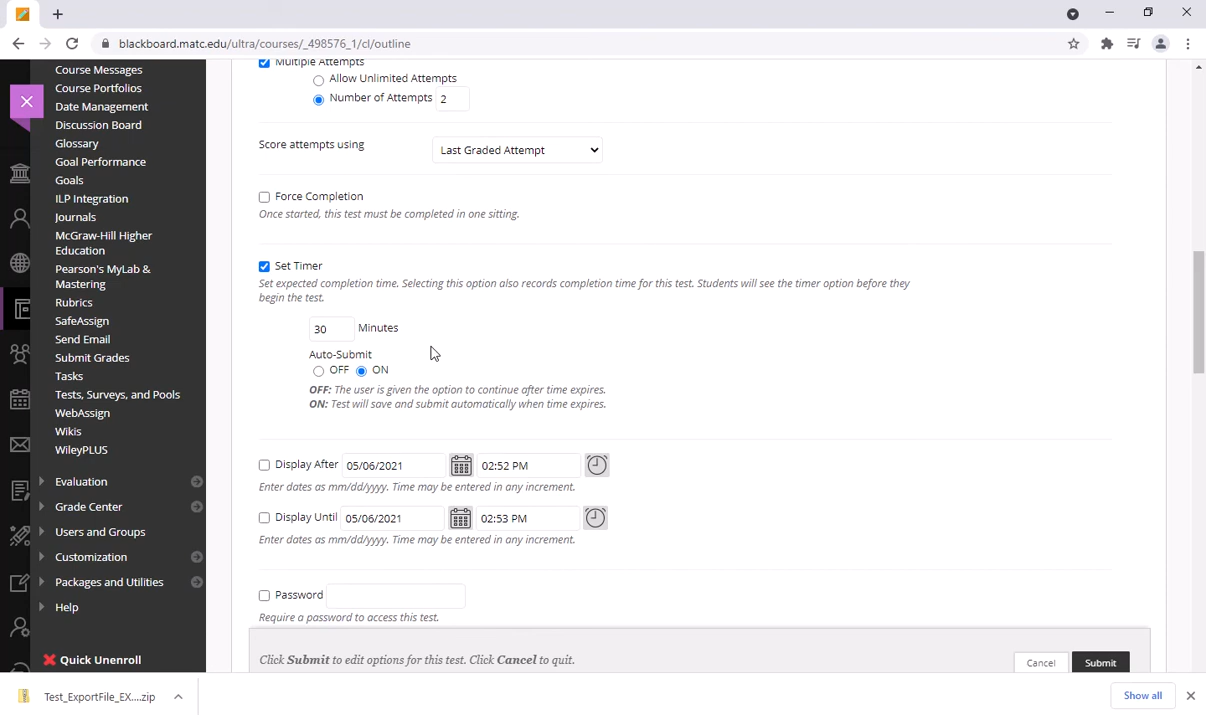 blackboard.matc.edu/ultra/courses/_498576_1/cl/outline
Course Messages
Course Portfolios
Date Management
Discussion Board
Glossary
Goal Performance
Goals
ILP Integration
Journals
McGraw-Hill Higher
Education
Pearson's MyLab &
Mastering
Rubrics
SafeAssign
Send Email
Submit Grades
Tasks
Tests, Surveys, and Pools
WebAssign
Wikis
WileyPLUS
Evaluation
Grade Center
Users and Groups
Customization
Packages and Utilities
Help
Quick Unenroll
Multiple Attempts
Allow Unlimited Attempts
Number of Attempts 2
Score attempts using Last Graded Attempt
Force Completion
Once started, this test must be completed in one sitting.
Set Timer
Set expected completion time. Selecting this option also records completion time for this test. Students will see the timer option before they
begin the test.
30 Minutes
Auto-Submit
OFF ON
OFF: The user is given the option to continue after time expires.
ON: Test will save and submit automatically when time expires.
Display After 05/06/2021 02:52 PM
Enter dates as mm/dd/yyyy. Time may be entered in any increment.
Display Until 05/06/2021 02:53 PM
Enter dates as mm/dd/yyyy. Time may be entered in any increment.
Password
Require a password to access this test.
Click Submit to edit options for this test. Click Cancel to quit.
Cancel Submit
Test_ExportFile_EX....zip
Show all